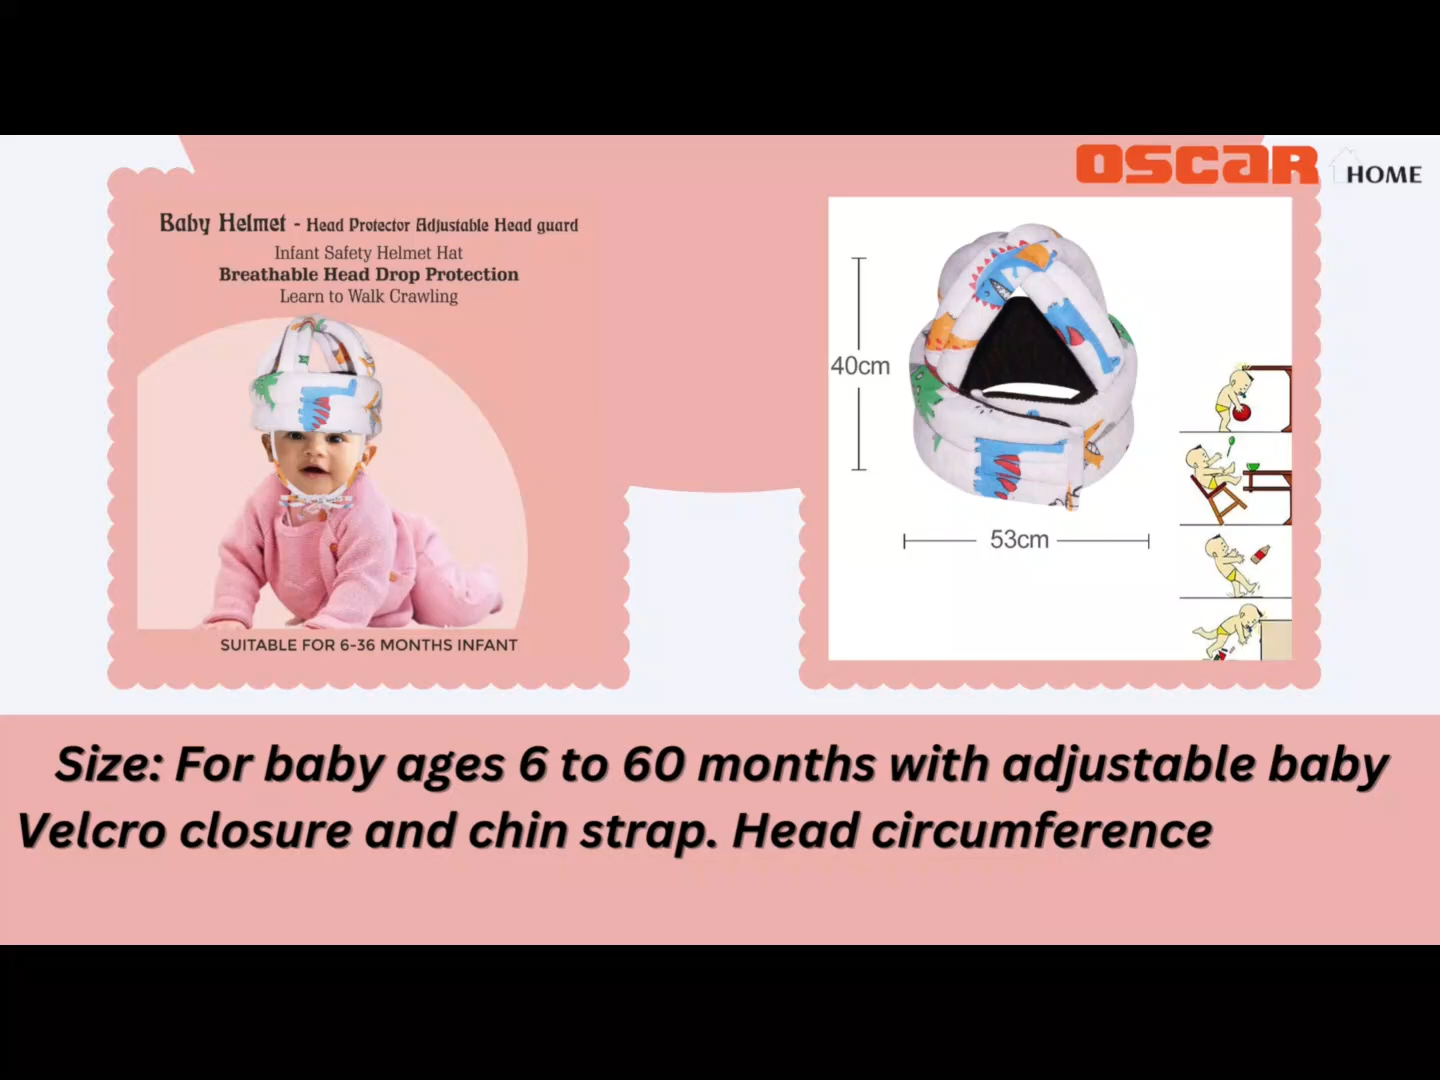 OSCAR HOME
Baby Helmet - Head Protector Adjustable Head guard
Infant Safety Helmet Hat
Breathable Head Drop Protection
Learn to Walk Crawling
SUITABLE FOR 6-36 MONTHS INFANT
40cm
53cm
Size: For baby ages 6 to 60 months with adjustable baby
Velcro closure and chin strap. Head circumference